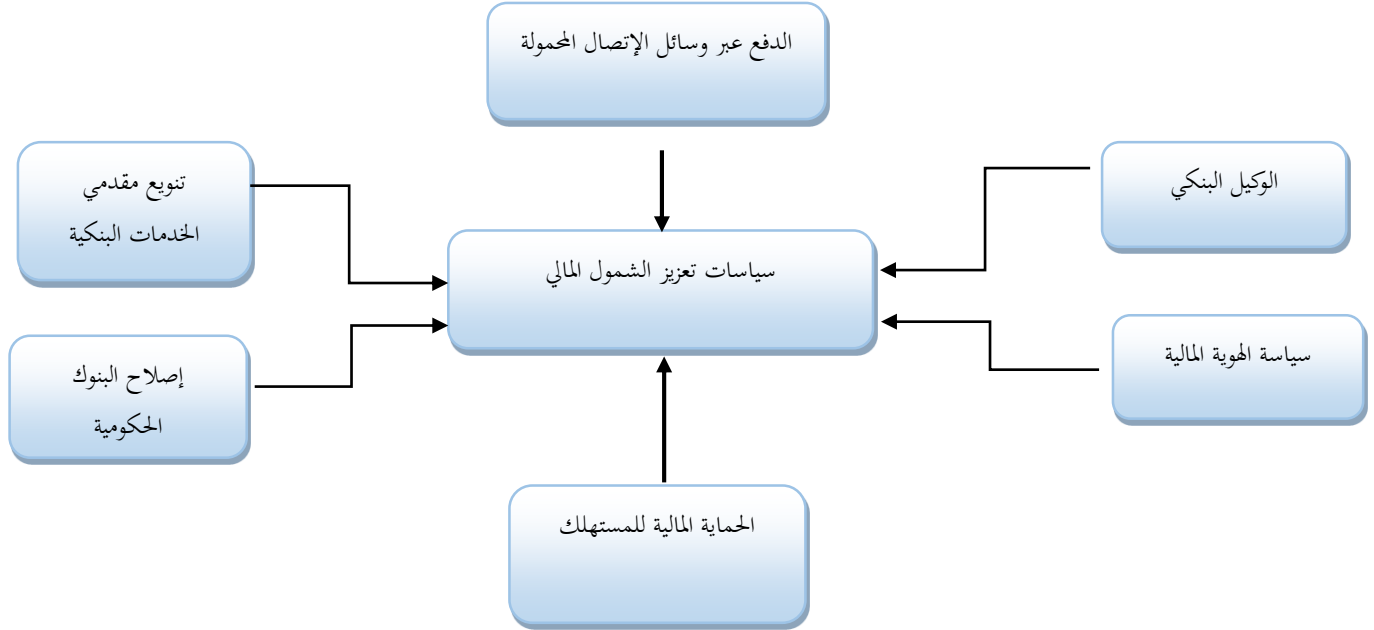 الدفع عبر وسائل الإتصال المحمولة
الوكيل البنكي
تنويع مقدمي
الخدمات البنكية
سياسات تعزيز الشمول المالي
سياسة الهوية المالية
إصلاح البنوك
الحكومية
الحماية المالية للمستهلك